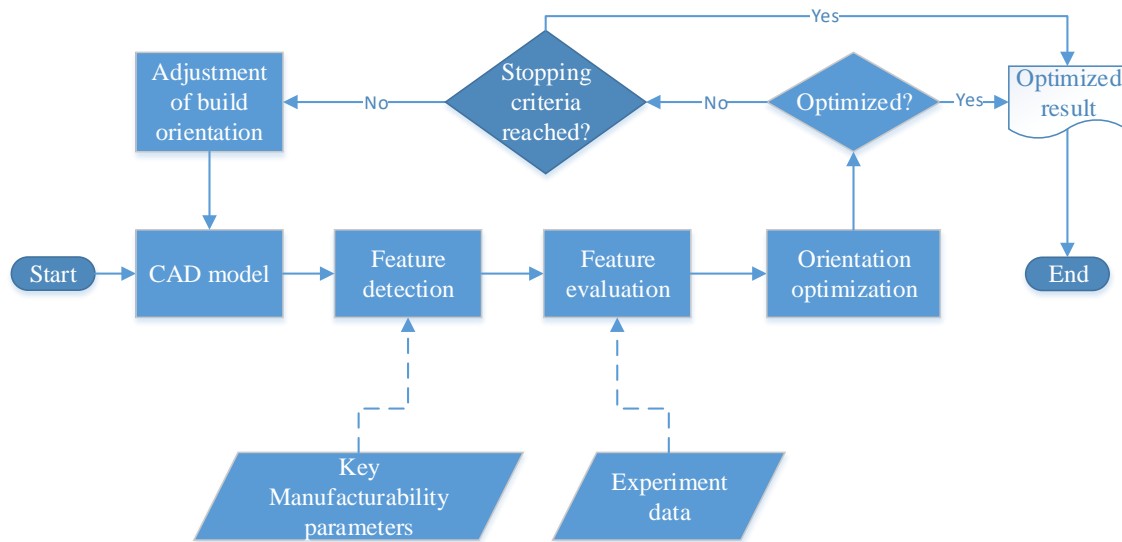 Yes
Adjustment
of build
orientation
No
Stopping
criteria
reached?
No
Optimized?
Yes
Optimized
result
Start
CAD model
Feature
detection
Feature
evaluation
Orientation
optimization
End
Key
Manufacturability
parameters
Experiment
data